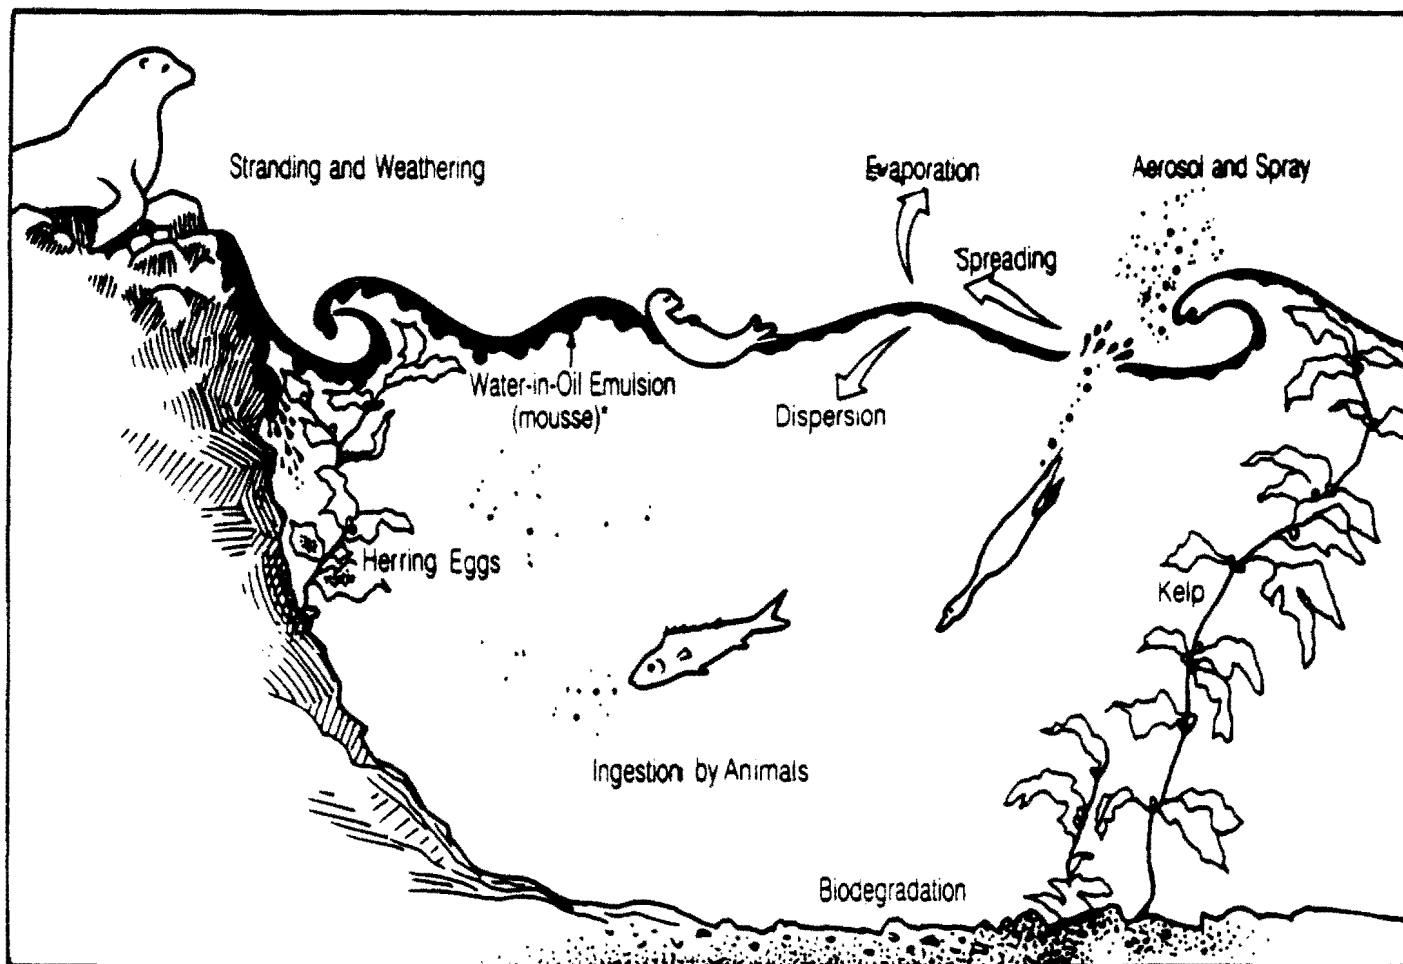 Stranding and Weathering
Evaporation
Aerosol and Spray
Spreading
Water-in-Oil Emulsion
(mousse)*
Dispersion
Herring Eggs
Kelp
Ingestion by Animals
Biodegradation